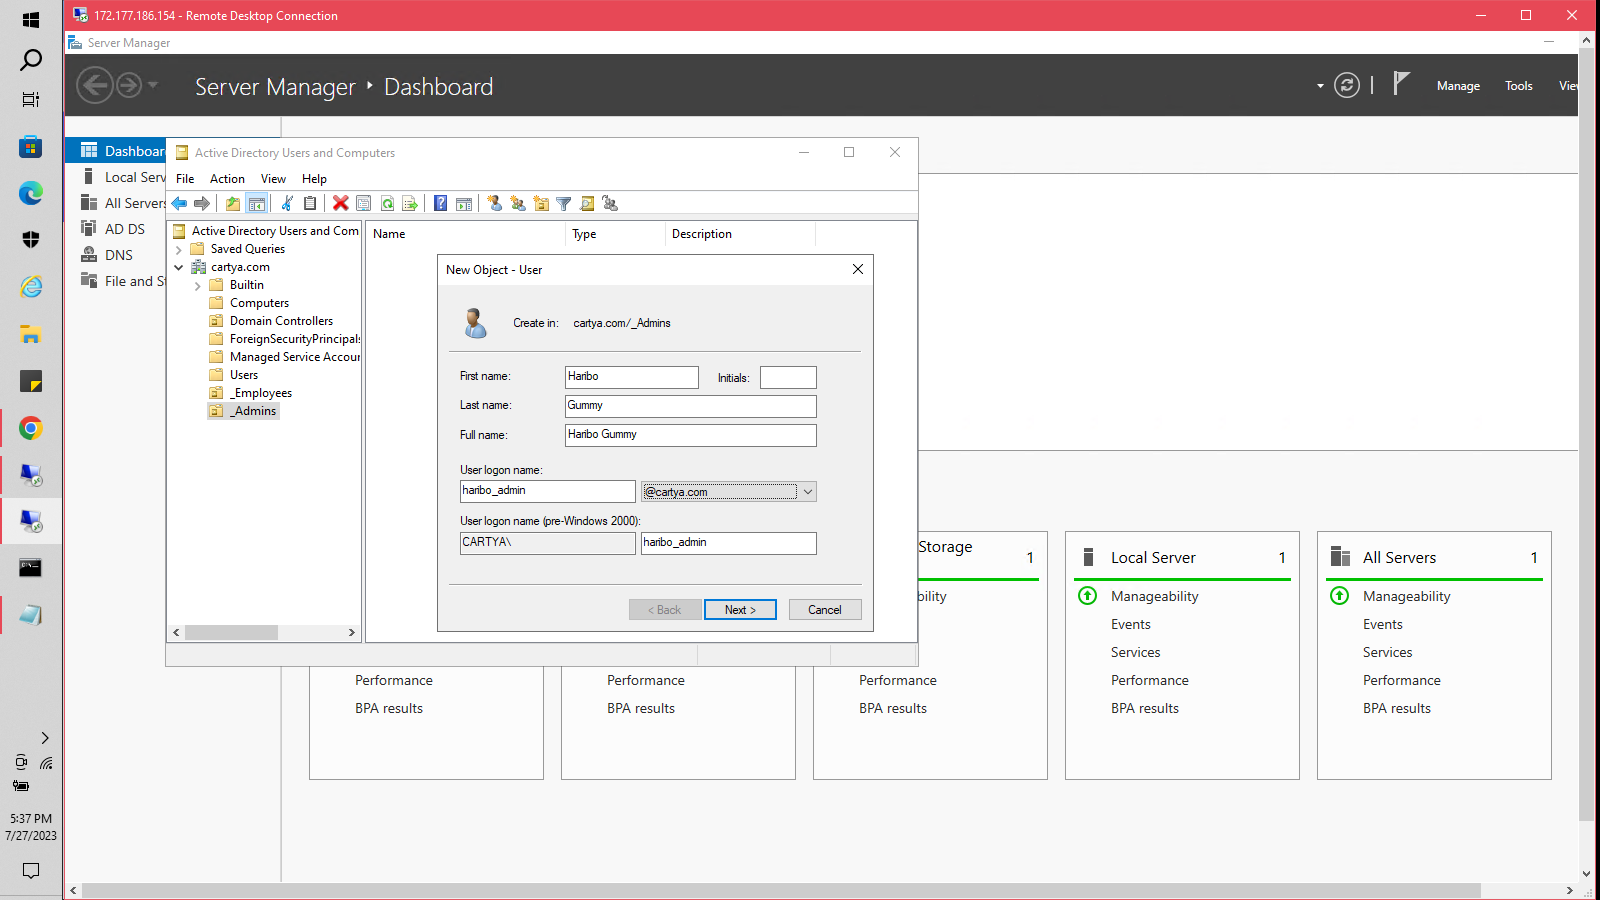 172.177.186.154 - Remote Desktop Connection
Server Manager
Server Manager ‣ Dashboard
Manage Tools View
Dashboard
Local Serv
All Servers
AD DS
DNS
File and St
Active Directory Users and Computers
File Action View Help
Active Directory Users and Com
Saved Queries
cartya.com
Builtin
Computers
Domain Controllers
ForeignSecurityPrincipals
Managed Service Accoun
Users
_Employees
_Admins
Name Type Description
New Object - User
Create in: cartya.com/_Admins
First name: Haribo Initials:
Last name: Gummy
Full name: Haribo Gummy
User logon name:
haribo_admin @cartya.com
User logon name (pre-Windows 2000):
CARTYA\ haribo_admin
< Back Next > Cancel
Performance
BPA results
Performance
BPA results
Storage 1
bility
Performance
BPA results
Local Server 1
Manageability
Events
Services
Performance
BPA results
All Servers 1
Manageability
Events
Services
Performance
BPA results
5:37 PM
7/27/2023